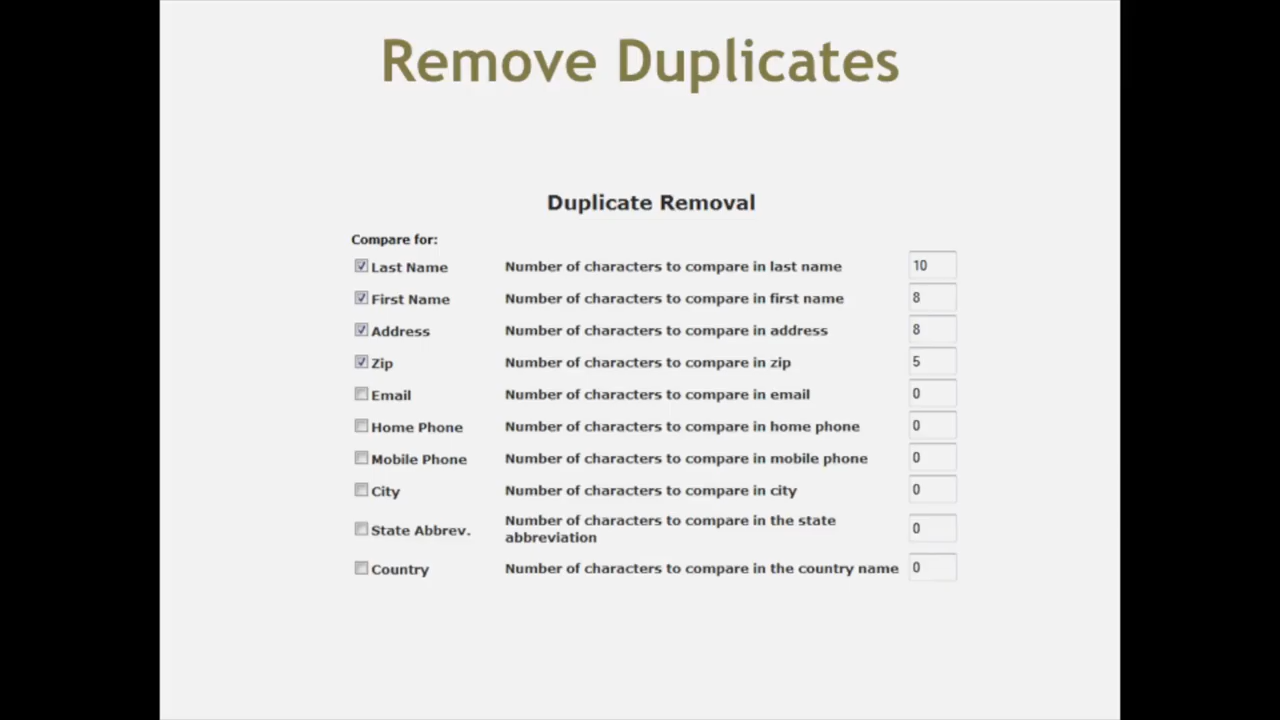 Remove Duplicates
Duplicate Removal
Compare for:
Last Name Number of characters to compare in last name 10
First Name Number of characters to compare in first name 8
Address Number of characters to compare in address 8
Zip Number of characters to compare in zip 5
Email Number of characters to compare in email 0
Home Phone Number of characters to compare in home phone 0
Mobile Phone Number of characters to compare in mobile phone 0
City Number of characters to compare in city 0
State Abbrev. Number of characters to compare in the state
abbreviation 0
Country Number of characters to compare in the country name 0